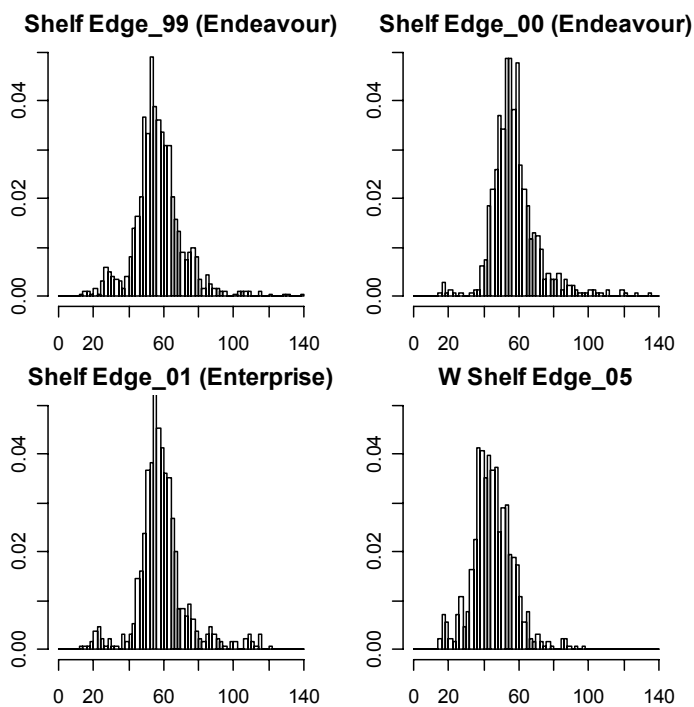 Shelf Edge_99 (Endeavour)
0.00 0.02 0.04
0 20 60 100 140
Shelf Edge_00 (Endeavour)
0.00 0.02 0.04
0 20 60 100 140
Shelf Edge_01 (Enterprise)
0.00 0.02 0.04
0 20 60 100 140
W Shelf Edge_05
0.00 0.02 0.04
0 20 60 100 140